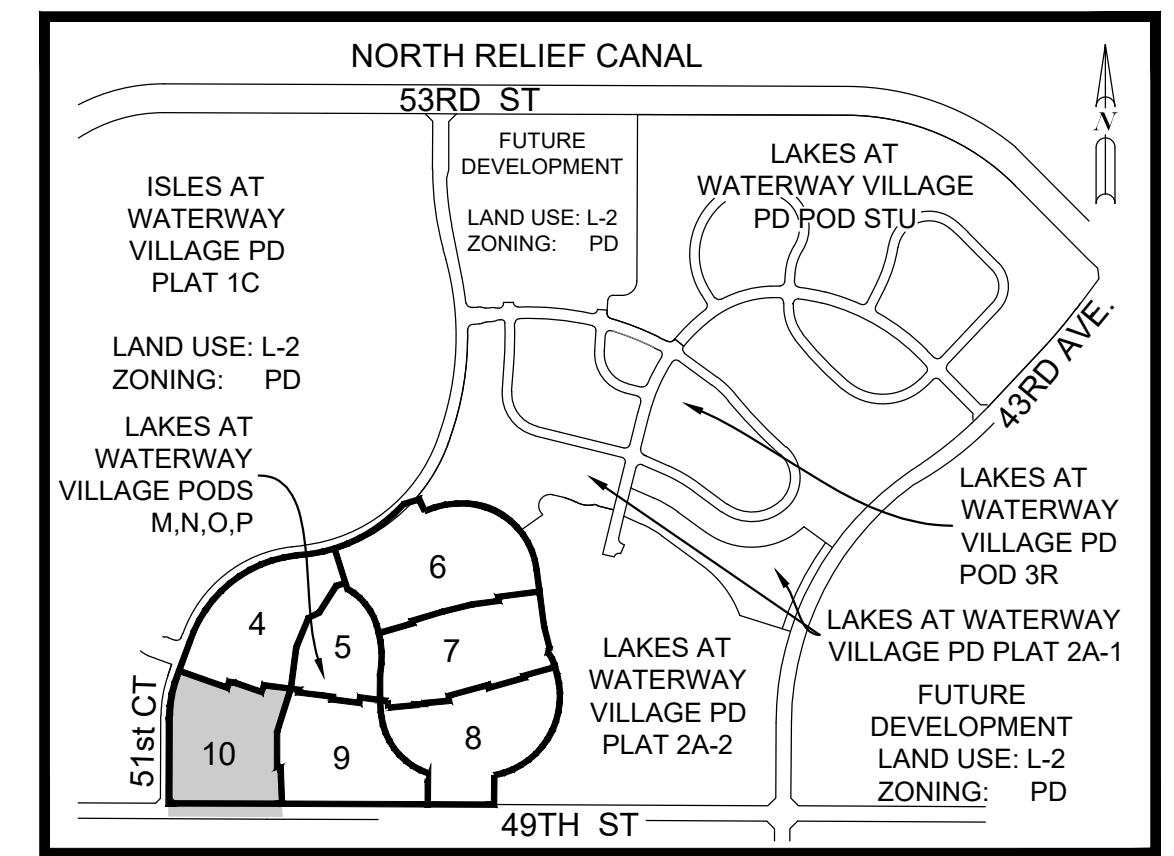 NORTH RELIEF CANAL
53RD ST
N
FUTURE
DEVELOPMENT
LAND USE: L-2
ZONING: PD
LAKES AT
WATERWAY VILLAGE
PD POD STU
ISLES AT
WATERWAY
VILLAGE PD
PLAT 1C
LAND USE: L-2
ZONING: PD
43RD AVE.
LAKES AT
WATERWAY
VILLAGE PODS
M,N,O,P
LAKES AT
WATERWAY
VILLAGE PD
POD 3R
6
4
5
7
LAKES AT WATERWAY
VILLAGE PD PLAT 2A-1
LAKES AT
WATERWAY
VILLAGE PD
PLAT 2A-2
FUTURE
DEVELOPMENT
LAND USE: L-2
ZONING: PD
51st CT
10
9
8
49TH ST